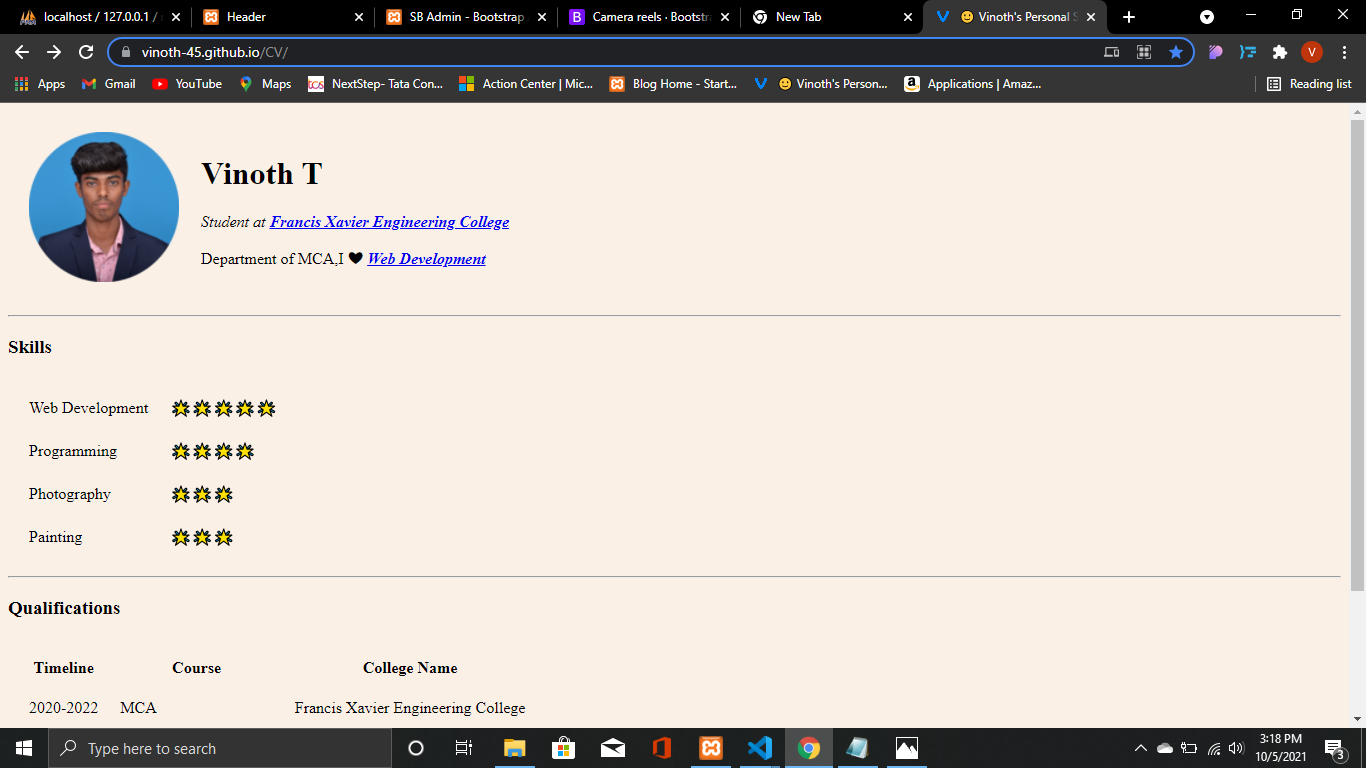 localhost / 127.0.0.1 /
Header
SB Admin - Bootstrap
Camera reels · Bootstr
New Tab
Vinoth's Personal S
vinoth-45.github.io/CV/
V
Apps
Gmail
YouTube
Maps
tcs
NextStep- Tata Con...
Action Center | Mic...
Blog Home - Start...
Vinoth's Person...
Applications | Amaz...
Reading list
Vinoth T
Student at Francis Xavier Engineering College
Department of MCA,I ♥ Web Development
Skills
Web Development
Programming
Photography
Painting
Qualifications
Timeline Course College Name
2020-2022 MCA Francis Xavier Engineering College
Type here to search
3:18 PM
10/5/2021
3